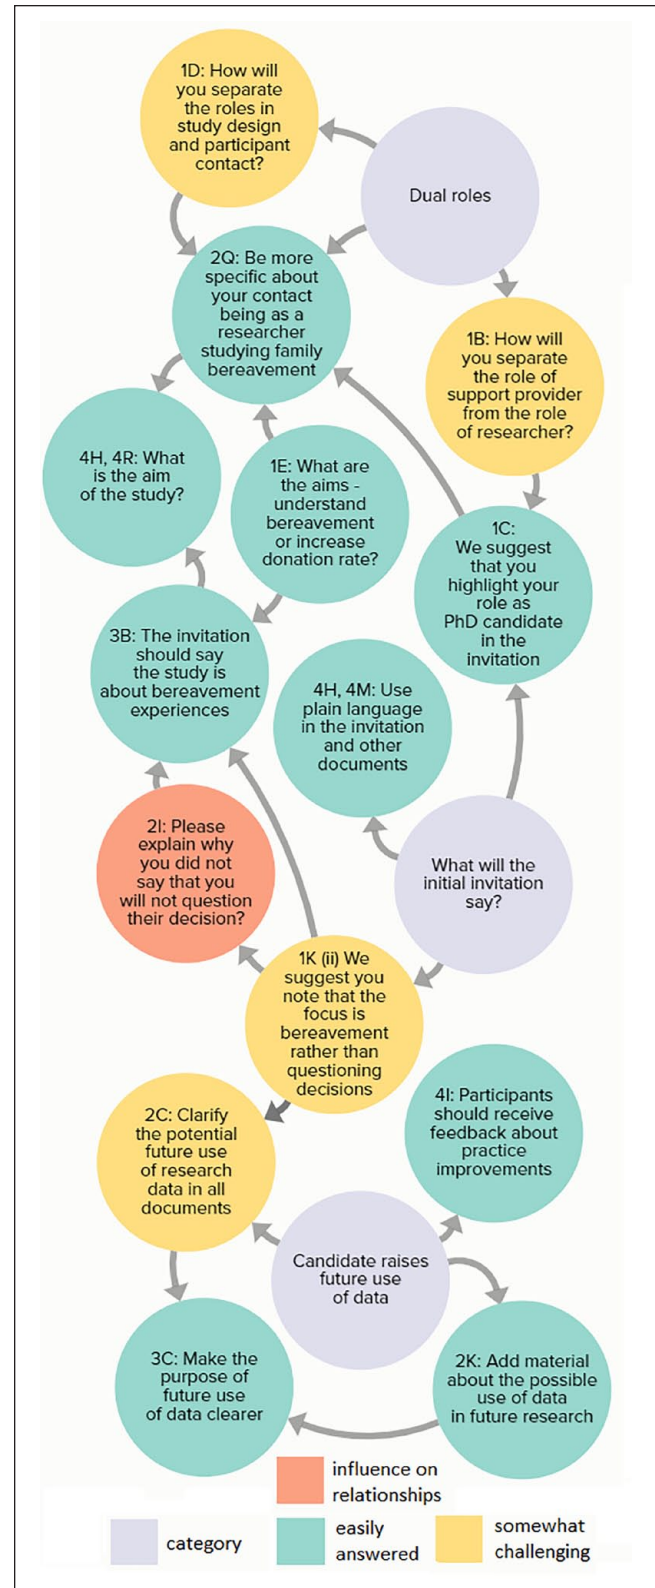 1D: How will
you separate
the roles in
study design
and participant
contact?
Dual roles
2Q: Be more
specific about
your contact
being as a
researcher
studying family
bereavement
1B: How will
you separate
the role of
support provider
from the role
of researcher?
4H, 4R: What
is the aim
of the study?
1E: What are
the aims -
understand
bereavement
or increase
donation rate?
1C:
We suggest
that you
highlight your
role as
PhD candidate
in the
invitation
3B: The invitation
should say
the study is
about bereavement
experiences
4H, 4M: Use
plain language
in the invitation
and other
documents
2I: Please
explain why
you did not
say that you
will not question
their decision?
What will the
initial invitation
say?
1K (ii) We
suggest you
note that the
focus is
bereavement
rather than
questioning
decisions
2C: Clarify
the potential
future use
of research
data in all
documents
4I: Participants
should receive
feedback about
practice
improvements
Candidate raises
future use
of data
3C: Make the
purpose of
future use
of data clearer
2K: Add material
about the possible
use of data
in future research
influence on
relationships
category
easily
answered
somewhat
challenging